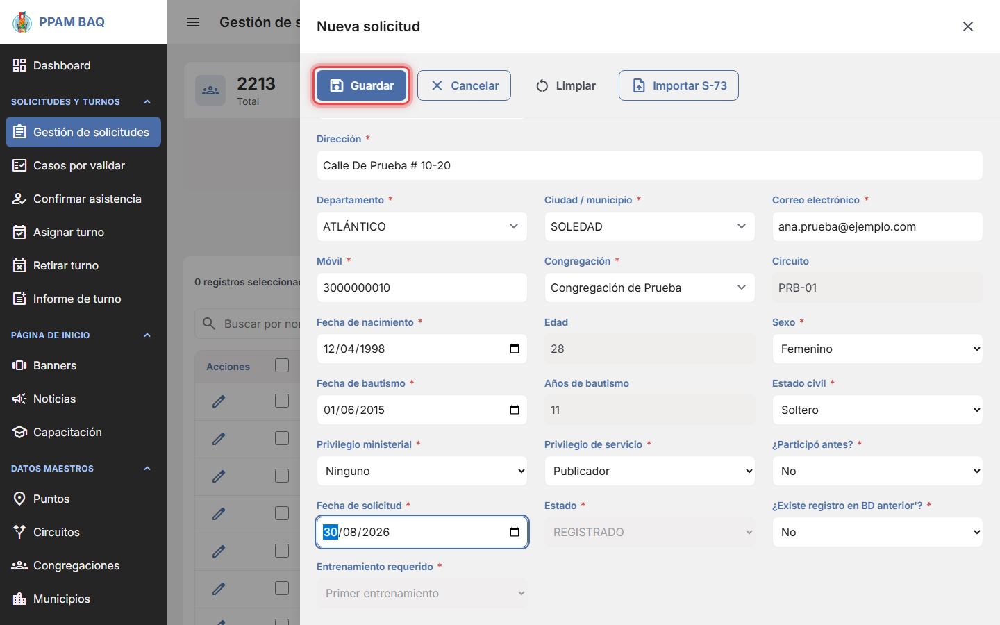 PPAM BAQ
Dashboard
SOLICITUDES Y TURNOS
Gestión de solicitudes
Casos por validar
Confirmar asistencia
Asignar turno
Retirar turno
Informe de turno
PÁGINA DE INICIO
Banners
Noticias
Capacitación
DATOS MAESTROS
Puntos
Circuitos
Congregaciones
Municipios
Gestión de s
2213
Total
0 registros seleccionad
Buscar por nor
Acciones
Nueva solicitud
Guardar
Cancelar
Limpiar
Importar S-73
Dirección *
Calle De Prueba # 10-20
Departamento * Ciudad / municipio * Correo electrónico *
ATLÁNTICO SOLEDAD ana.prueba@ejemplo.com
Móvil * Congregación * Circuito
3000000010 Congregación de Prueba PRB-01
Fecha de nacimiento * Edad Sexo *
12/04/1998 28 Femenino
Fecha de bautismo * Años de bautismo Estado civil *
01/06/2015 11 Soltero
Privilegio ministerial * Privilegio de servicio * ¿Participó antes? *
Ninguno Publicador No
Fecha de solicitud * Estado * ¿Existe registro en BD anterior'? *
30/08/2026 REGISTRADO No
Entrenamiento requerido *
Primer entrenamiento